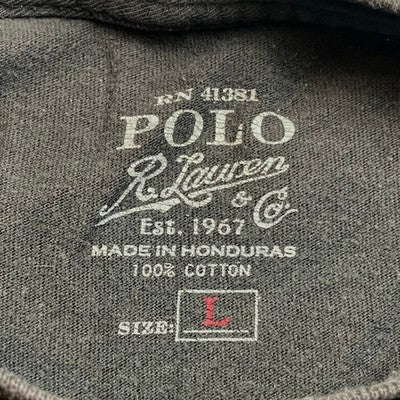 RN 41381
POLO
R. Lauren
& Co.
Est. 1967
MADE IN HONDURAS
100% COTTON
SIZE: L